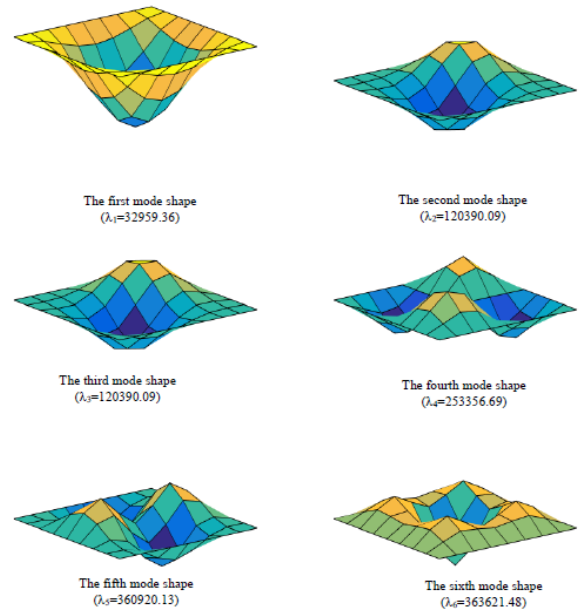 The first mode shape
(λ₁=32959.36)
The second mode shape
(λ₂=120390.09)
The third mode shape
(λ₃=120390.09)
The fourth mode shape
(λ₄=253356.69)
The fifth mode shape
(λ₅=360920.13)
The sixth mode shape
(λ₆=363621.48)